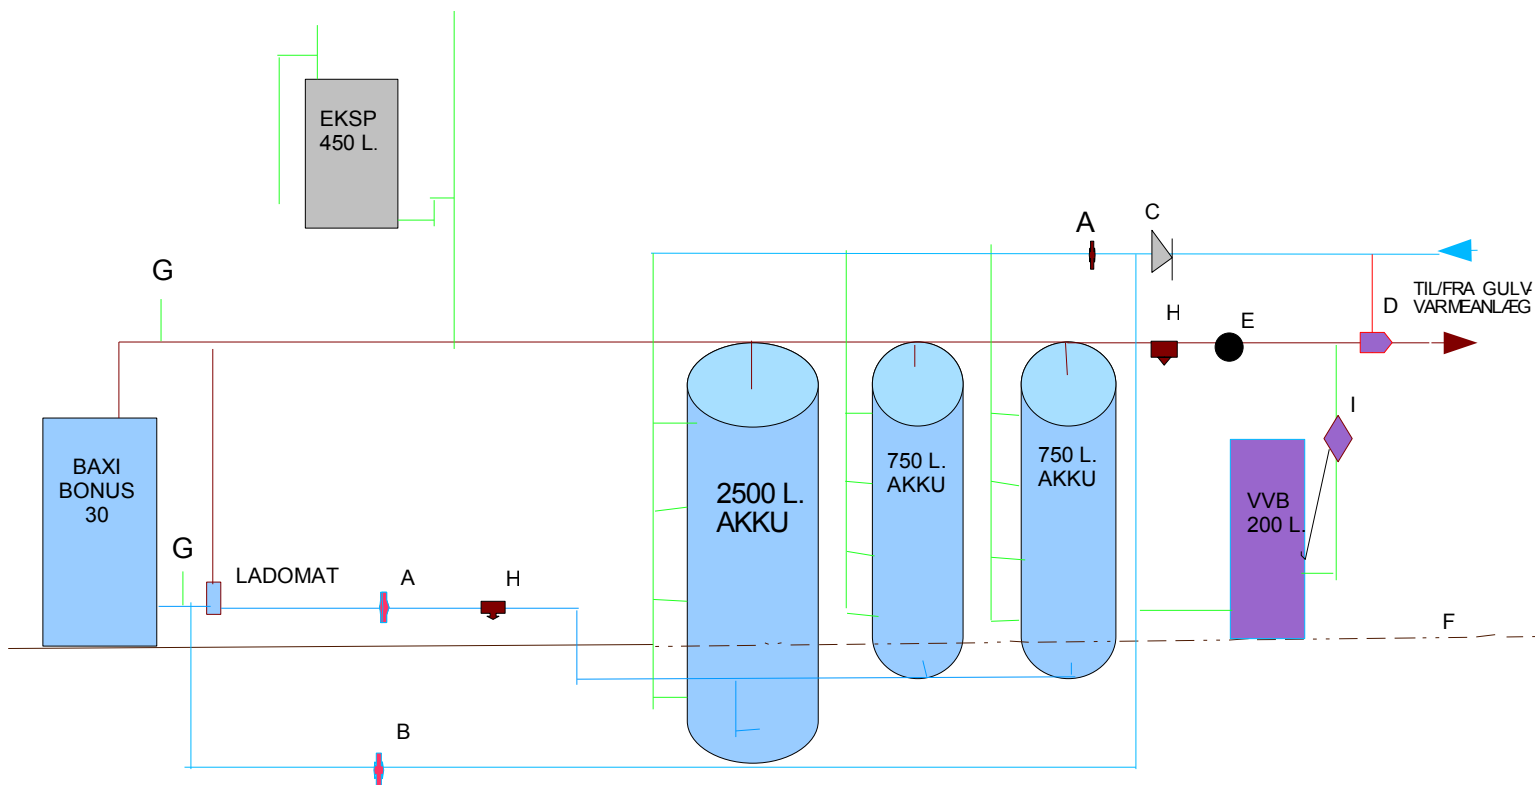 EKSP
450 L.
G
A
C
TIL/FRA GULV-
VARMEANLÆG
D
H
E
I
BAXI
BONUS
30
2500 L.
AKKU
750 L.
AKKU
750 L.
AKKU
VVB
200 L.
G
LADOMAT
A
H
F
B